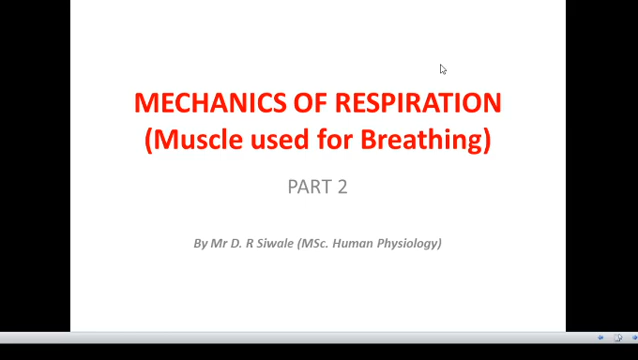 MECHANICS OF RESPIRATION
(Muscle used for Breathing)
PART 2
By Mr D. R Siwale (MSc. Human Physiology)